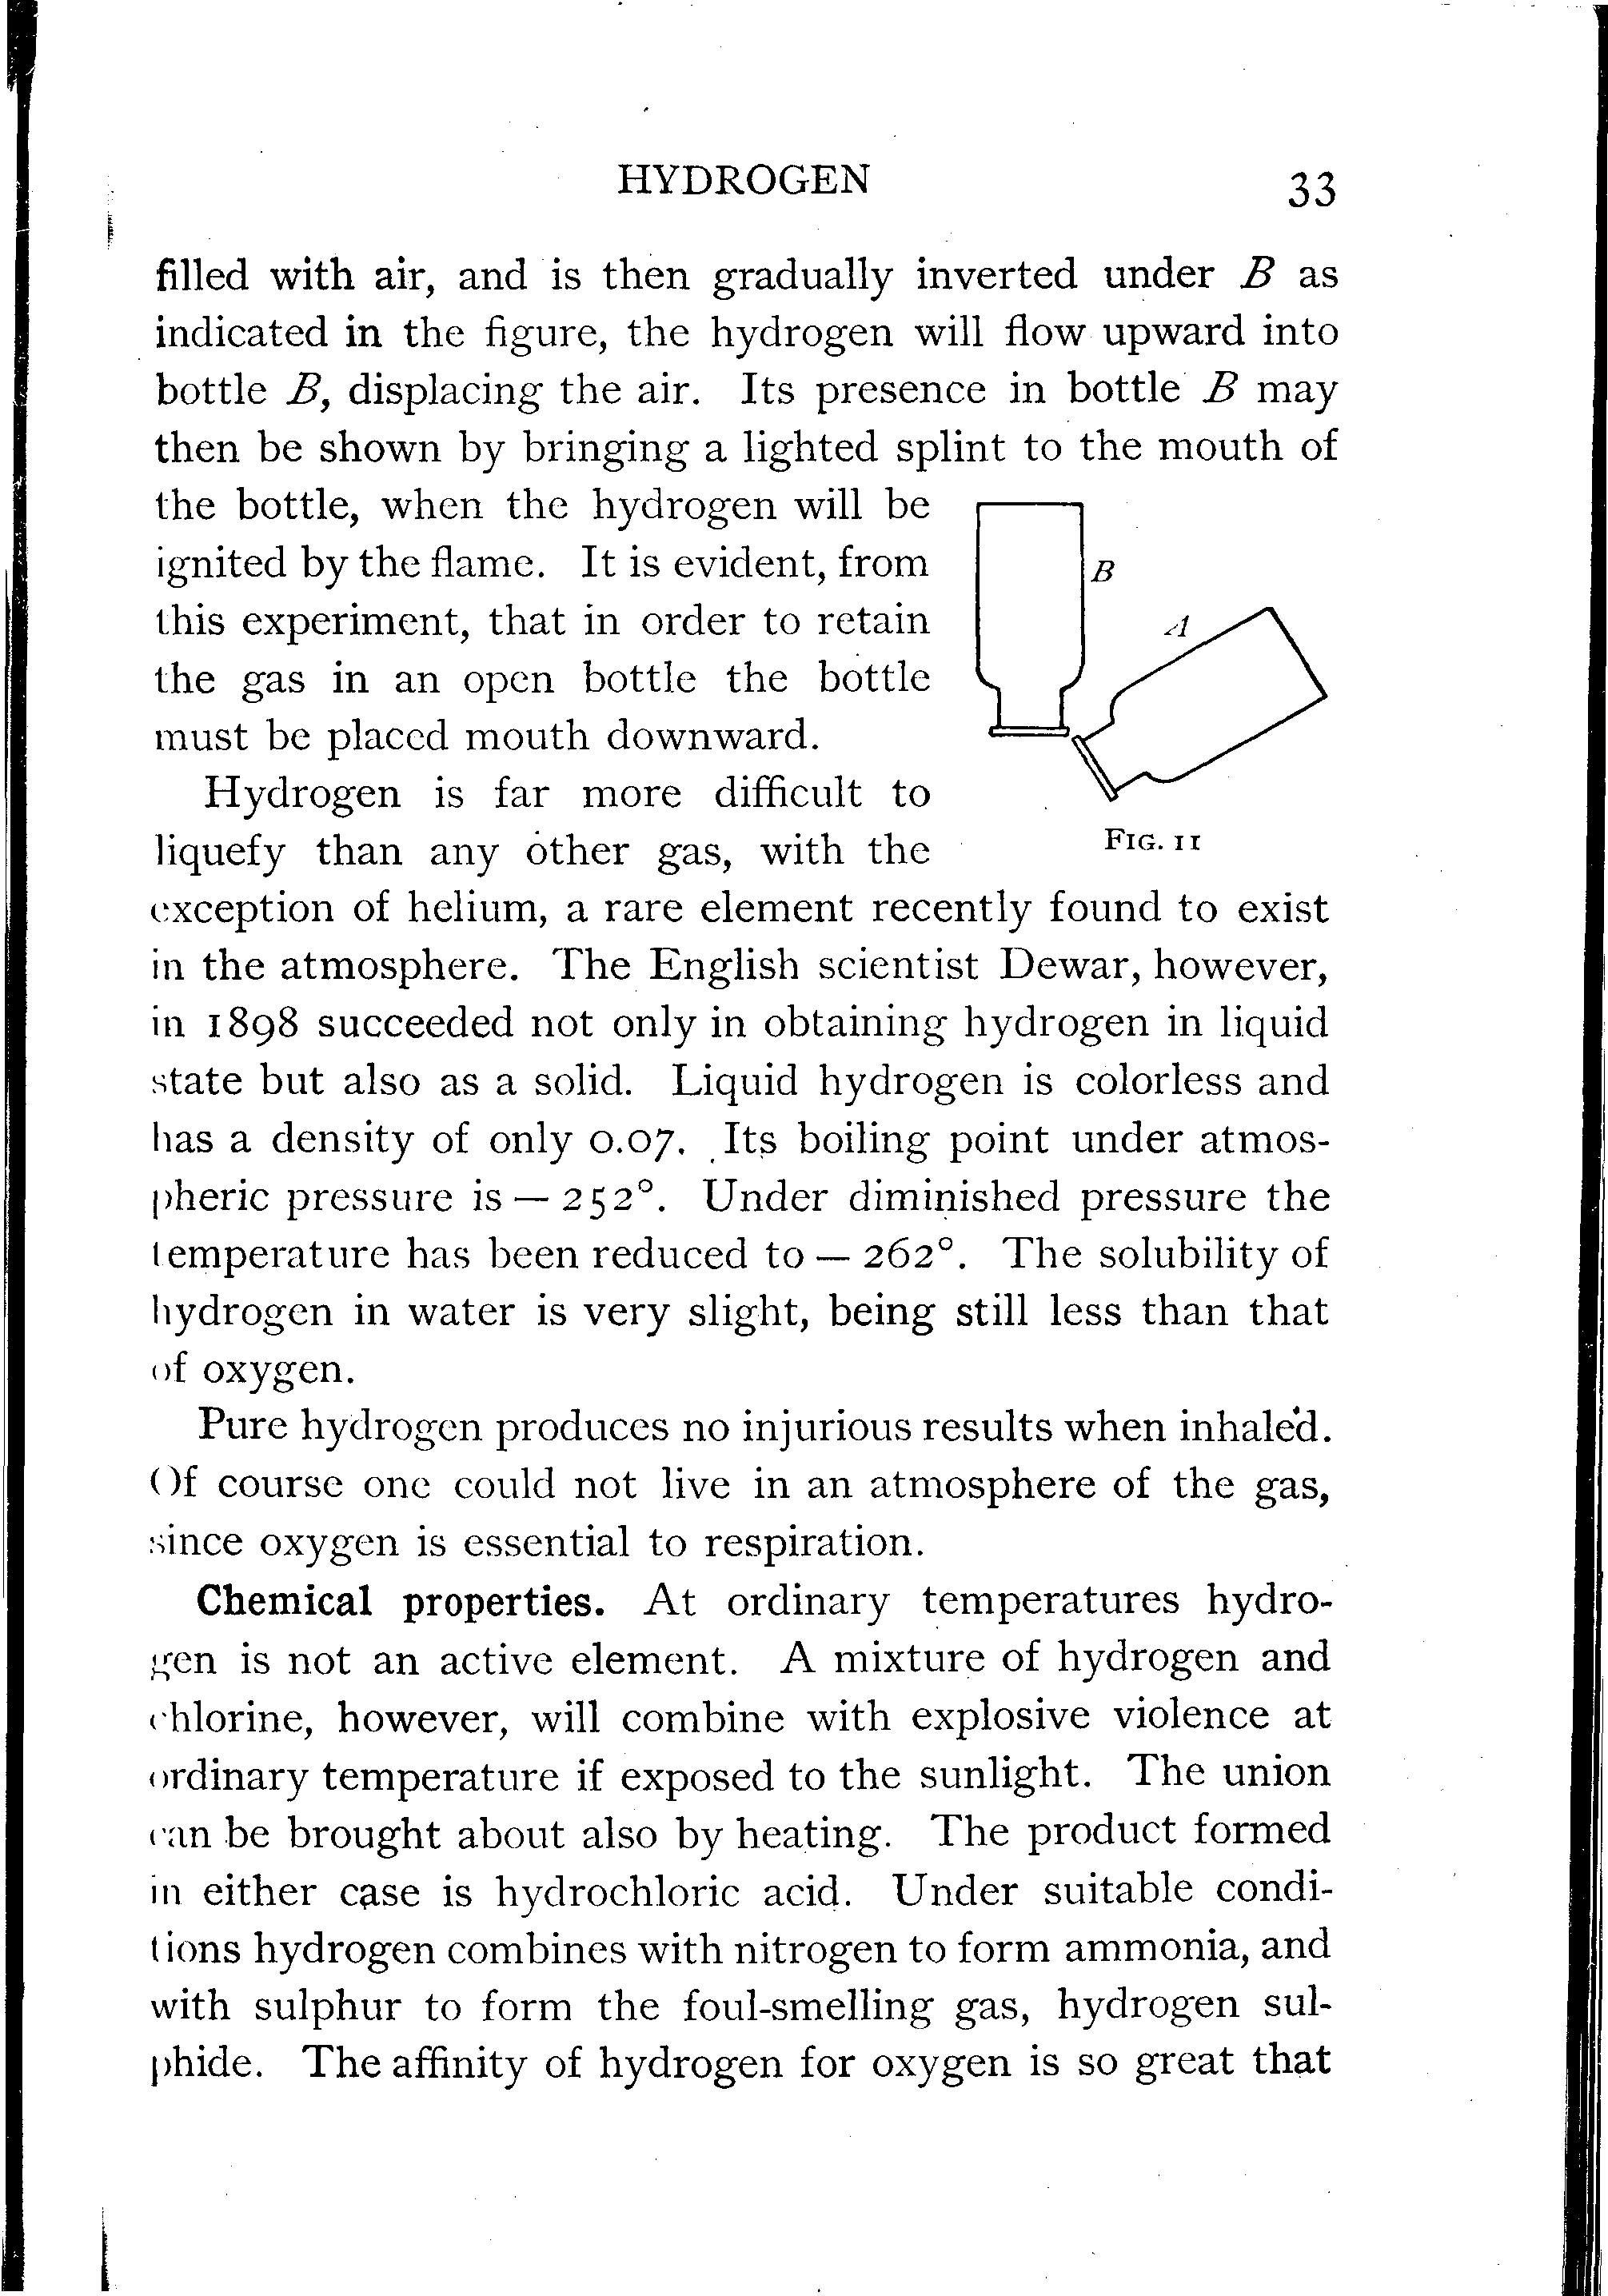 HYDROGEN
33
filled with air, and is then gradually inverted under B as
indicated in the figure, the hydrogen will flow upward into
bottle B, displacing the air. Its presence in bottle B may
then be shown by bringing a lighted splint to the mouth of
the bottle, when the hydrogen will be
ignited by the flame. It is evident, from
this experiment, that in order to retain
the gas in an open bottle the bottle
must be placed mouth downward.
B
A
FIG. 11
Hydrogen is far more difficult to
liquefy than any other gas, with the
exception of helium, a rare element recently found to exist
in the atmosphere. The English scientist Dewar, however,
in 1898 succeeded not only in obtaining hydrogen in liquid
state but also as a solid. Liquid hydrogen is colorless and
has a density of only 0.07. Its boiling point under atmos-
pheric pressure is — 252°. Under diminished pressure the
temperature has been reduced to — 262°. The solubility of
hydrogen in water is very slight, being still less than that
of oxygen.
Pure hydrogen produces no injurious results when inhaled.
Of course one could not live in an atmosphere of the gas,
since oxygen is essential to respiration.
Chemical properties. At ordinary temperatures hydro-
gen is not an active element. A mixture of hydrogen and
chlorine, however, will combine with explosive violence at
ordinary temperature if exposed to the sunlight. The union
can be brought about also by heating. The product formed
in either case is hydrochloric acid. Under suitable condi-
tions hydrogen combines with nitrogen to form ammonia, and
with sulphur to form the foul-smelling gas, hydrogen sul-
phide. The affinity of hydrogen for oxygen is so great that